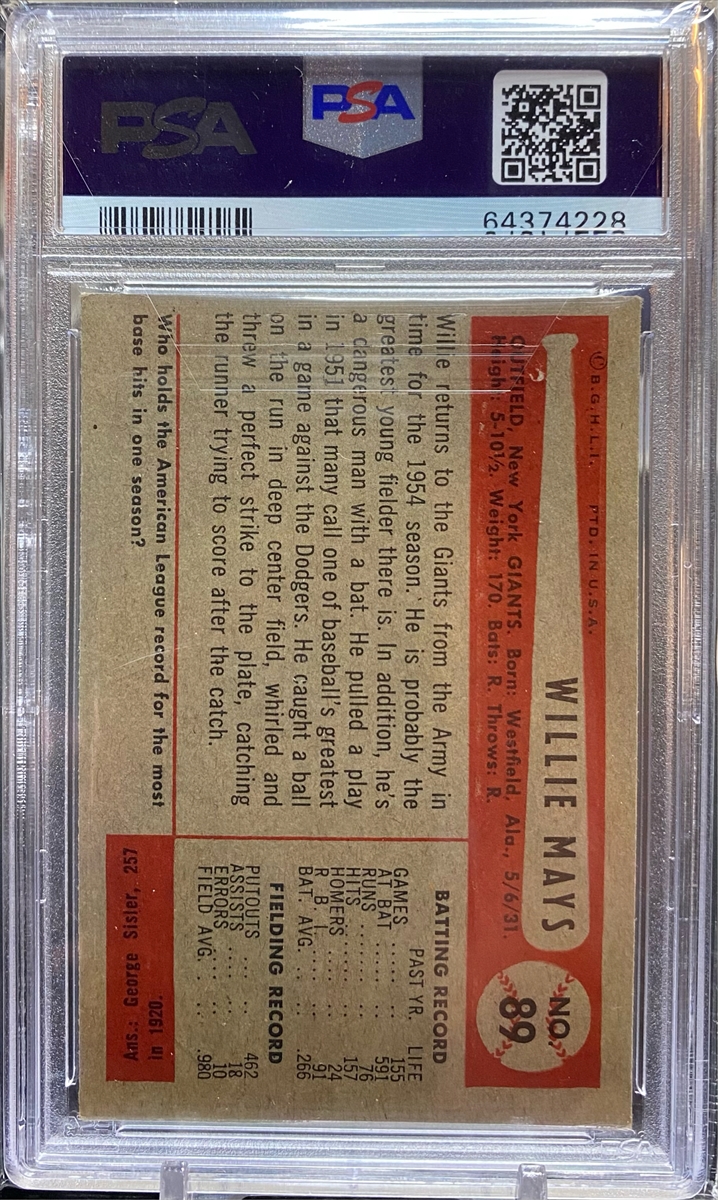 PSA
PSA
64374228
© B.G.H.L.I. PTD. IN U.S.A.
WILLIE MAYS
NO.
89
OUTFIELD, New York GIANTS. Born: Westfield, Ala., 5/6/31.
Height: 5-10½. Weight: 170. Bats: R. Throws: R.
Willie returns to the Giants from the Army in
time for the 1954 season. He is probably the
greatest young fielder there is. In addition, he's
a dangerous man with a bat. He pulled a play
in 1951 that many call one of baseball's greatest
in a game against the Dodgers. He caught a ball
on the run in deep center field, whirled and
threw a perfect strike to the plate, catching
the runner trying to score after the catch.
BATTING RECORD
PAST YR. LIFE
GAMES ..... .. 155
AT BAT ..... .. 591
RUNS ...... .. 76
HITS ....... .. 157
HOMERS .... .. 24
R. B. I. ..... .. 91
BAT. AVG. .. .. .266
FIELDING RECORD
PUTOUTS ... .. 462
ASSISTS .... .. 18
ERRORS .... .. 10
FIELD AVG. . .. .980
Who holds the American League record for the most
base hits in one season?
Ans.: George Sisler, 257
in 1920.